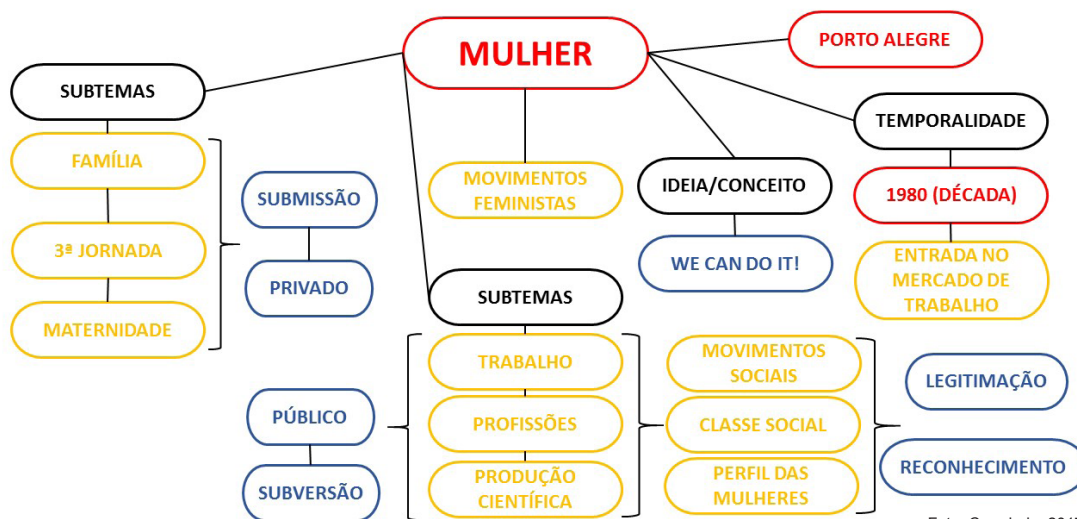 MULHER
PORTO ALEGRE
SUBTEMAS
TEMPORALIDADE
FAMÍLIA
MOVIMENTOS
FEMINISTAS
IDEIA/CONCEITO
1980 (DÉCADA)
SUBMISSÃO
3ª JORNADA
WE CAN DO IT!
ENTRADA NO
MERCADO DE
TRABALHO
PRIVADO
SUBTEMAS
MATERNIDADE
TRABALHO
MOVIMENTOS
SOCIAIS
LEGITIMAÇÃO
PÚBLICO
PROFISSÕES
CLASSE SOCIAL
RECONHECIMENTO
SUBVERSÃO
PRODUÇÃO
CIENTÍFICA
PERFIL DAS
MULHERES